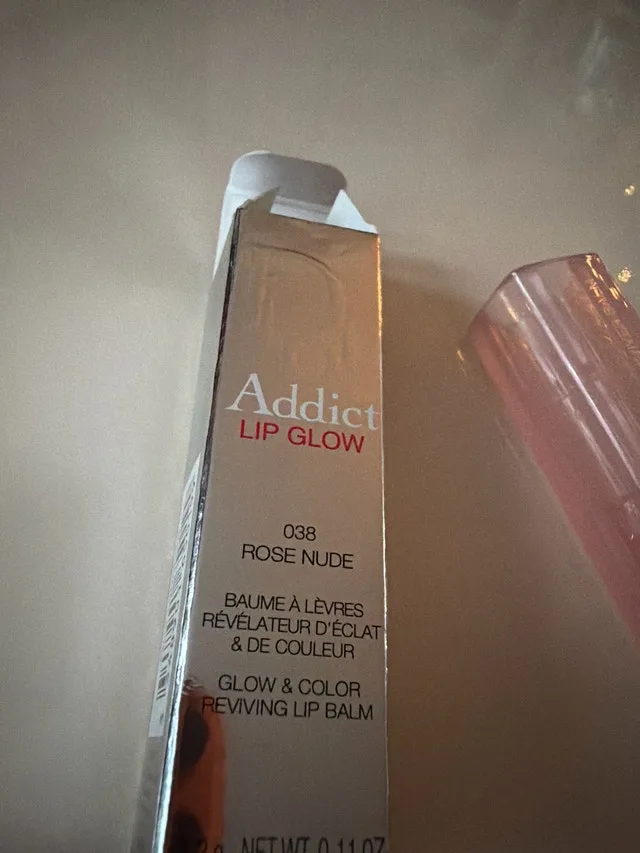 Addict
LIP GLOW
038
ROSE NUDE
BAUME À LÈVRES
RÉVÉLATEUR D'ÉCLAT
& DE COULEUR
GLOW & COLOR
REVIVING LIP BALM
g NET WT. 0.11 OZ